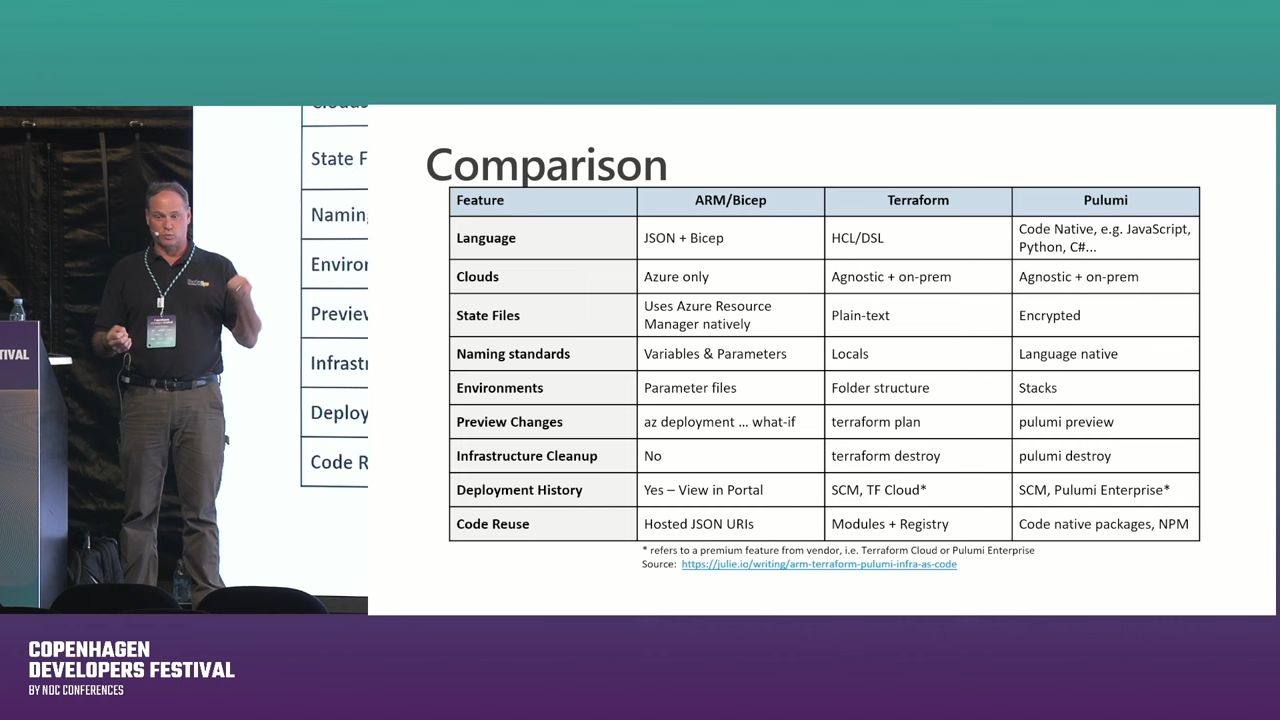 Comparison
Feature ARM/Bicep Terraform Pulumi
Language JSON + Bicep HCL/DSL Code Native, e.g. JavaScript,
Python, C#...
Clouds Azure only Agnostic + on-prem Agnostic + on-prem
State Files Uses Azure Resource
Manager natively Plain-text Encrypted
Naming standards Variables & Parameters Locals Language native
Environments Parameter files Folder structure Stacks
Preview Changes az deployment ... what-if terraform plan pulumi preview
Infrastructure Cleanup No terraform destroy pulumi destroy
Deployment History Yes – View in Portal SCM, TF Cloud* SCM, Pulumi Enterprise*
Code Reuse Hosted JSON URIs Modules + Registry Code native packages, NPM
* refers to a premium feature from vendor, i.e. Terraform Cloud or Pulumi Enterprise
Source: https://julie.io/writing/arm-terraform-pulumi-infra-as-code
State F
Namin
Enviror
Preview
Infrastr
Deploy
Code R
TIVAL
COPENHAGEN
DEVELOPERS FESTIVAL
BY NDC CONFERENCES